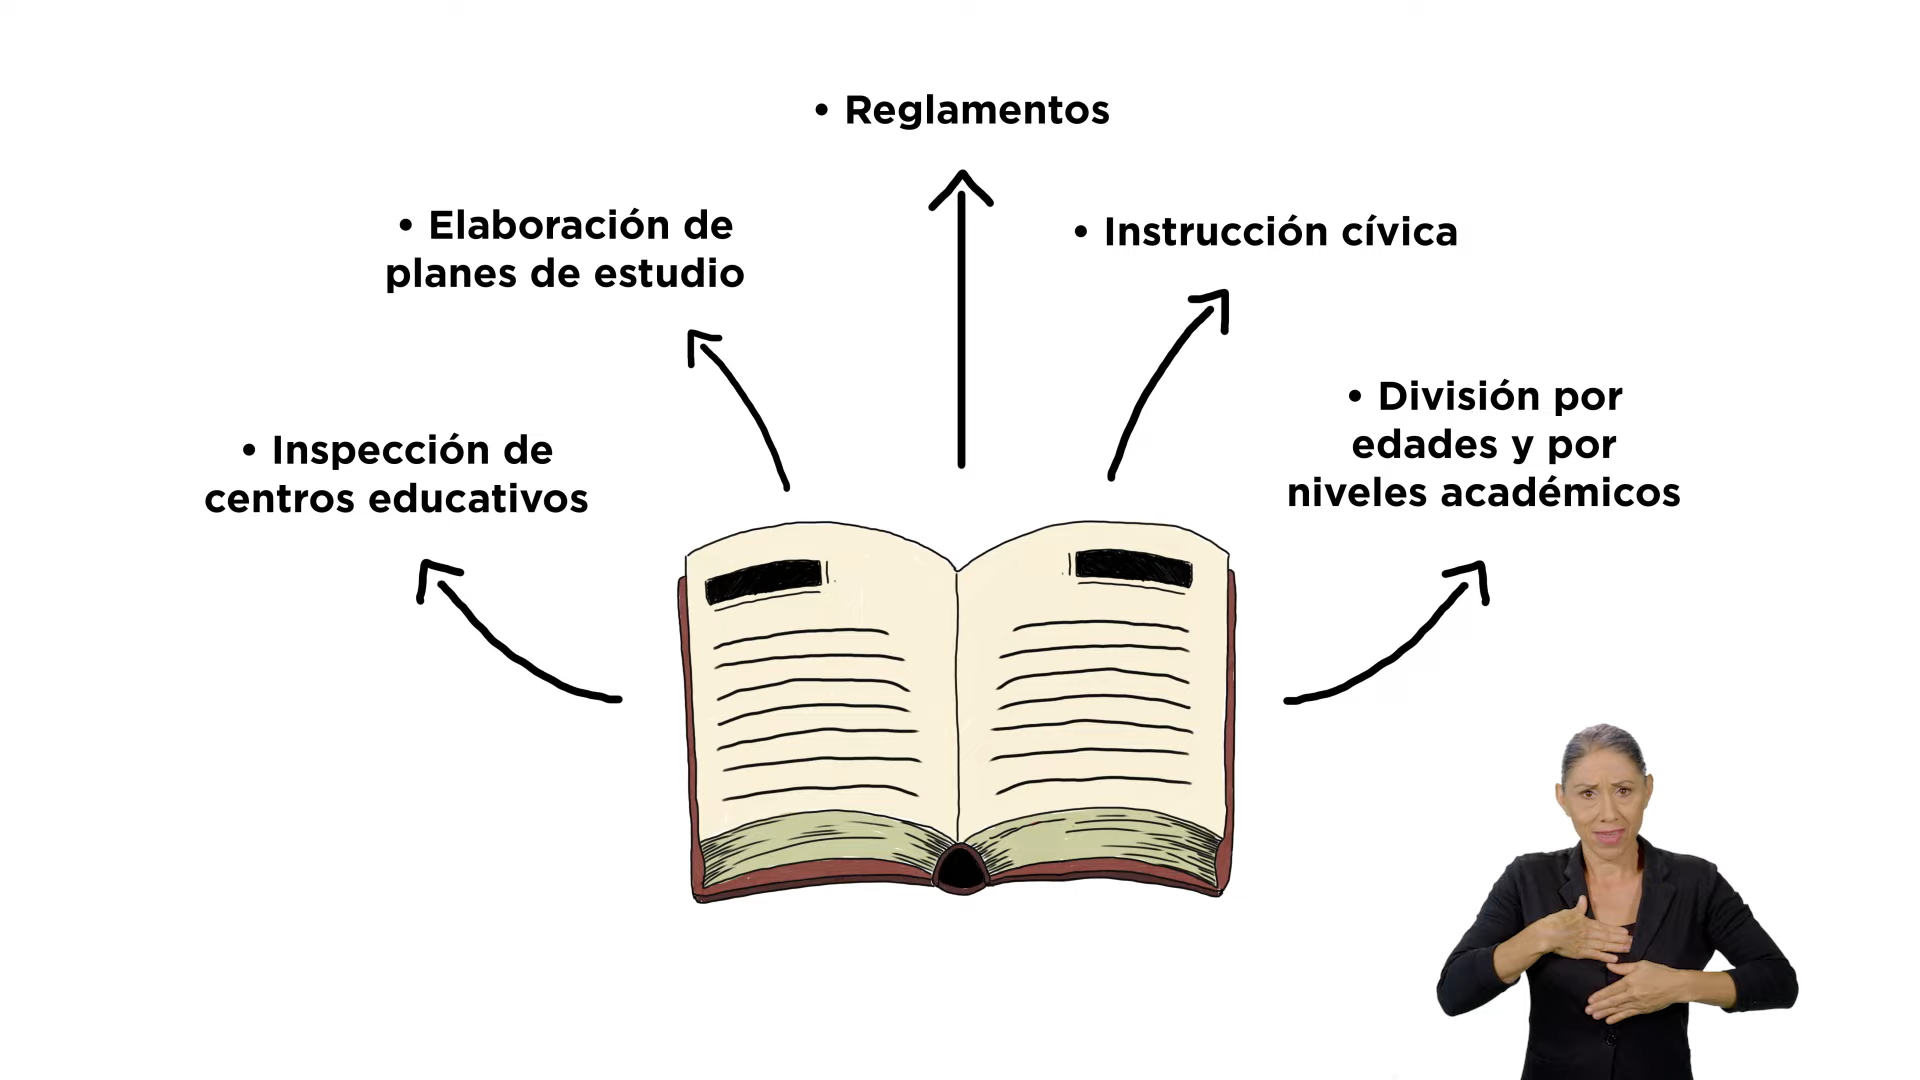 • Reglamentos
• Elaboración de
planes de estudio
• Instrucción cívica
• Inspección de
centros educativos
• División por
edades y por
niveles académicos